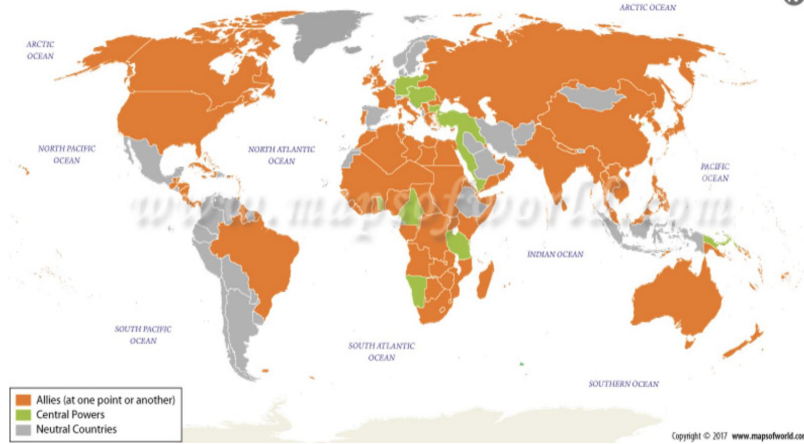 ARCTIC OCEAN
ARCTIC
OCEAN
NORTH PACIFIC
OCEAN
NORTH ATLANTIC
OCEAN
PACIFIC
OCEAN
www.mapsofworld.com
INDIAN OCEAN
SOUTH PACIFIC
OCEAN
SOUTH ATLANTIC
OCEAN
SOUTHERN OCEAN
Allies (at one point or another)
Central Powers
Neutral Countries
Copyright © 2017 www.mapsofworld.com